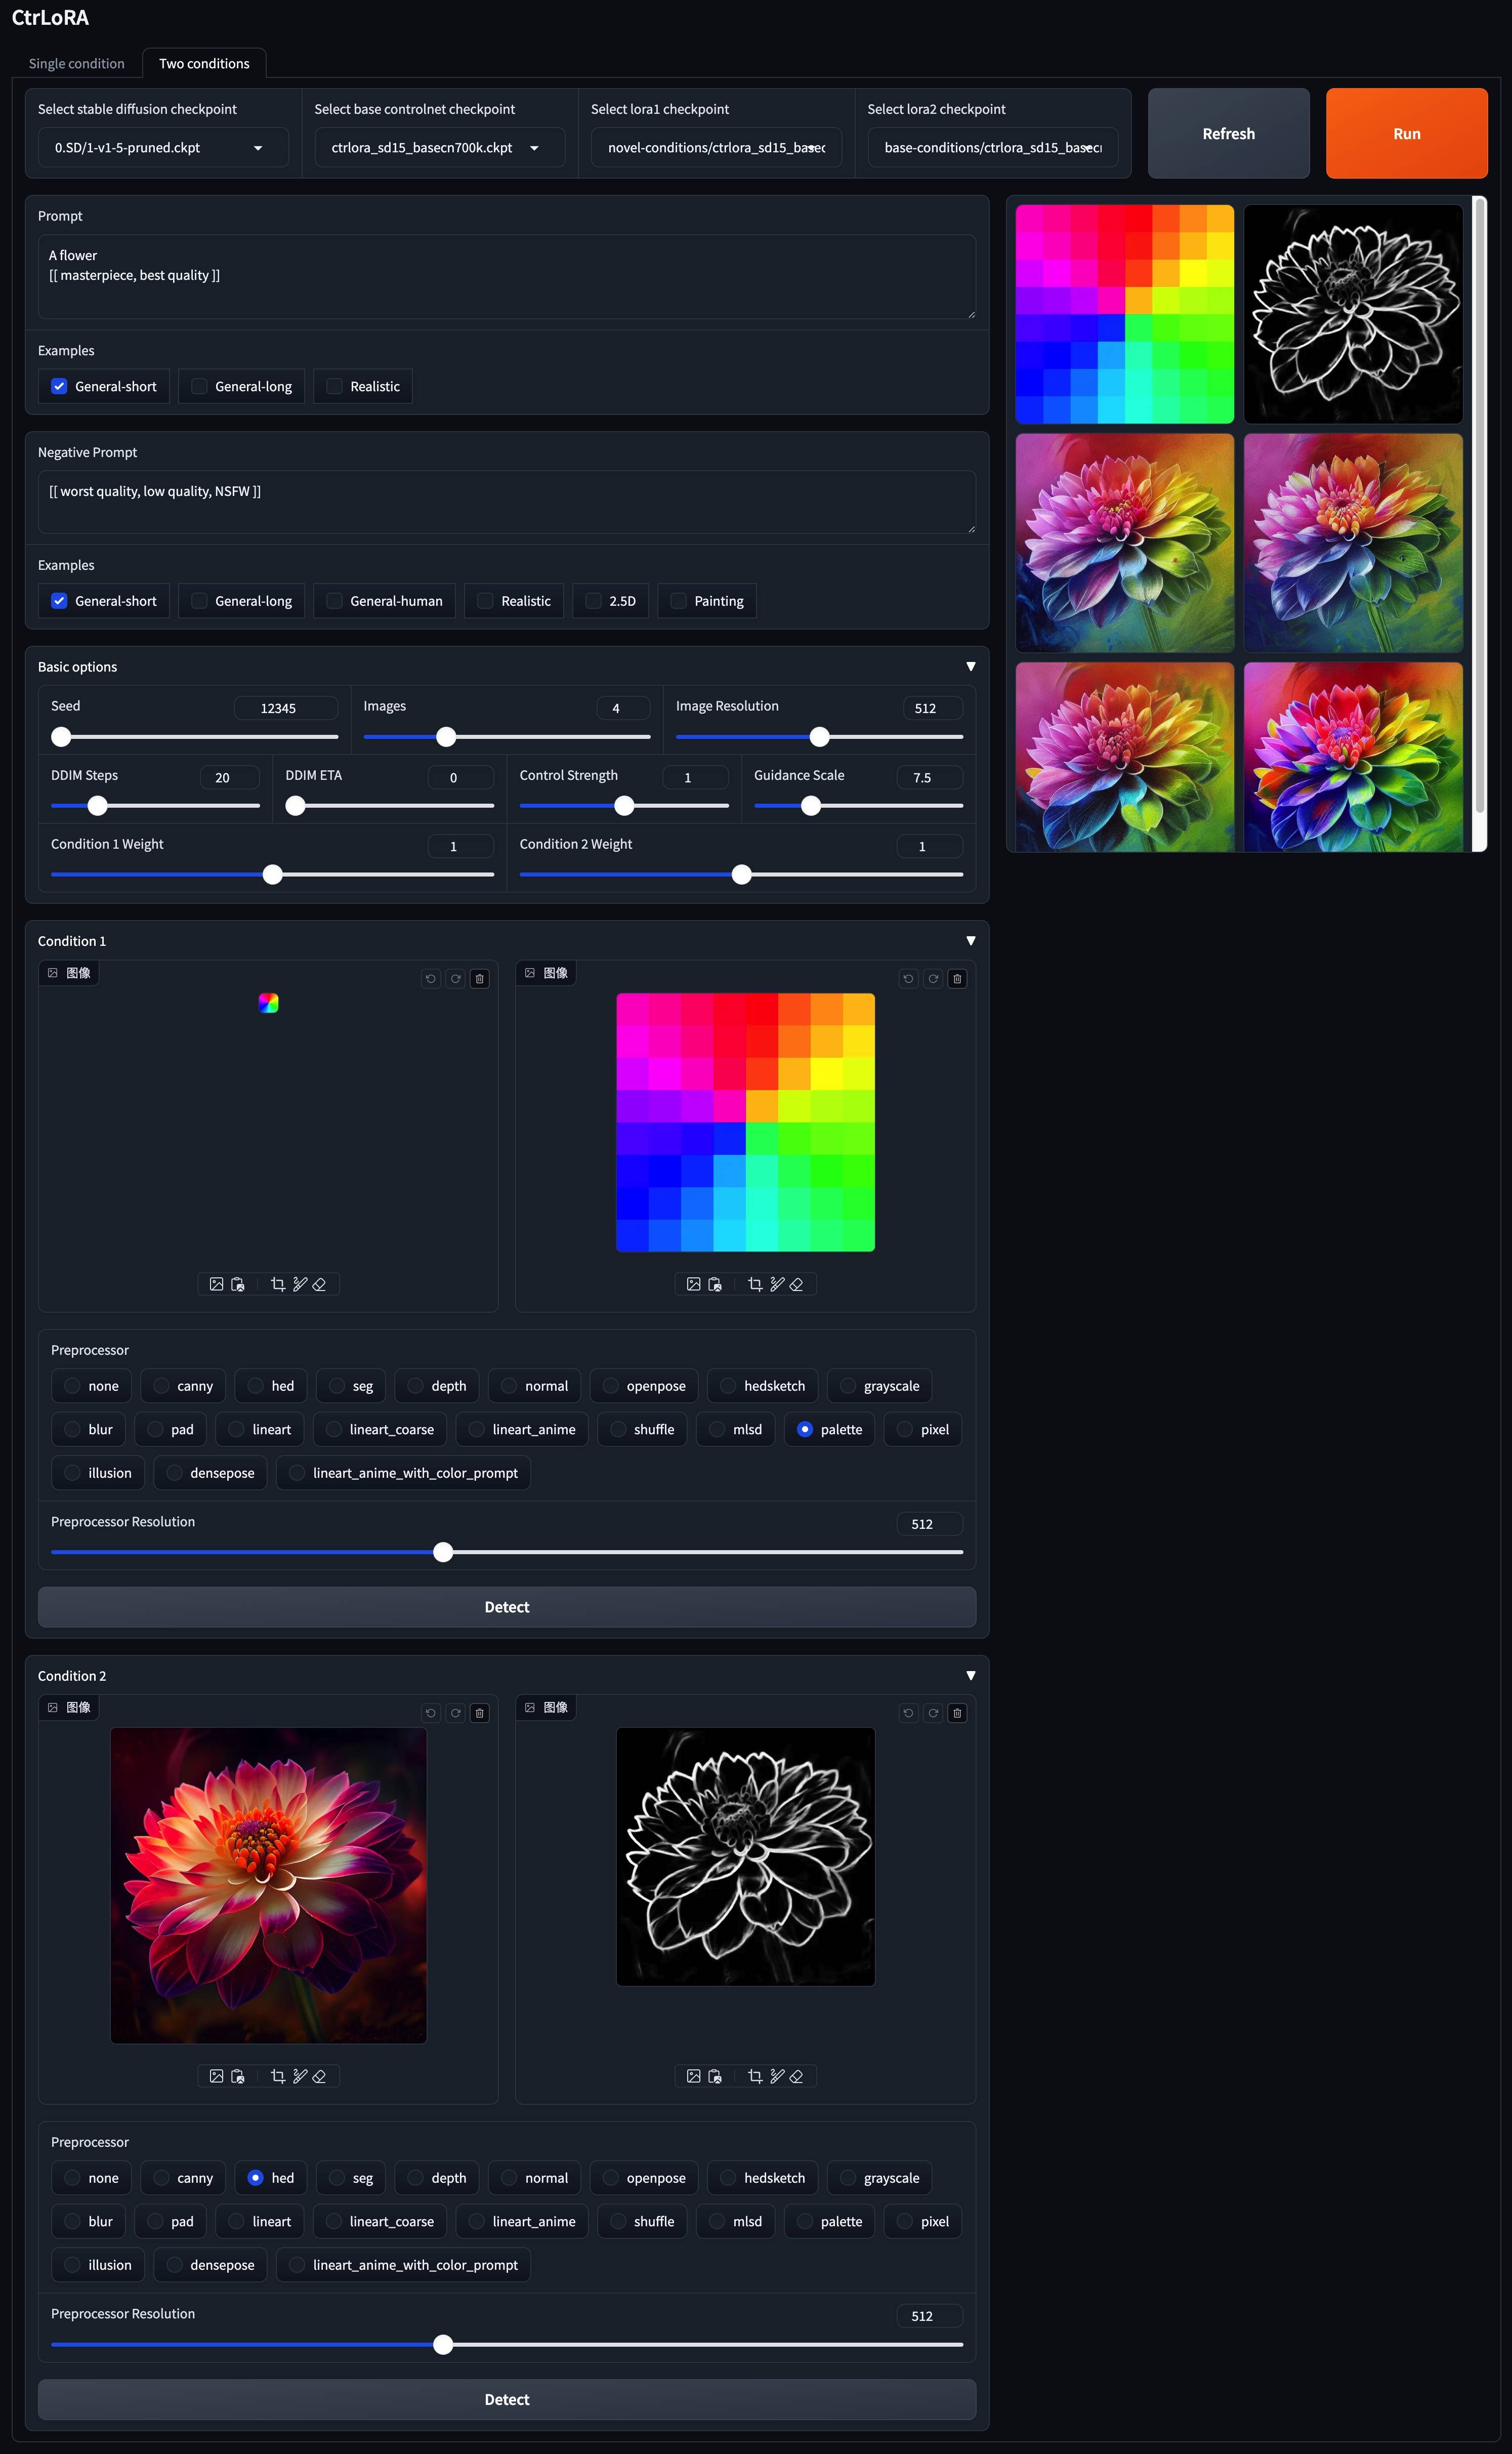 CtrLoRA
Single condition
Two conditions
Select stable diffusion checkpoint
0.SD/1-v1-5-pruned.ckpt
Select base controlnet checkpoint
ctrlora_sd15_basecn700k.ckpt
Select lora1 checkpoint
novel-conditions/ctrlora_sd15_basec
Select lora2 checkpoint
base-conditions/ctrlora_sd15_basecn
Refresh
Run
Prompt
A flower
[[ masterpiece, best quality ]]
Examples
General-short
General-long
Realistic
Negative Prompt
[[ worst quality, low quality, NSFW ]]
Examples
General-short
General-long
General-human
Realistic
2.5D
Painting
Basic options
Seed
12345
Images
4
Image Resolution
512
DDIM Steps
20
DDIM ETA
0
Control Strength
1
Guidance Scale
7.5
Condition 1 Weight
1
Condition 2 Weight
1
Condition 1
图像
图像
Preprocessor
none
canny
hed
seg
depth
normal
openpose
hedsketch
grayscale
blur
pad
lineart
lineart_coarse
lineart_anime
shuffle
mlsd
palette
pixel
illusion
densepose
lineart_anime_with_color_prompt
Preprocessor Resolution
512
Detect
Condition 2
图像
图像
Preprocessor
none
canny
hed
seg
depth
normal
openpose
hedsketch
grayscale
blur
pad
lineart
lineart_coarse
lineart_anime
shuffle
mlsd
palette
pixel
illusion
densepose
lineart_anime_with_color_prompt
Preprocessor Resolution
512
Detect